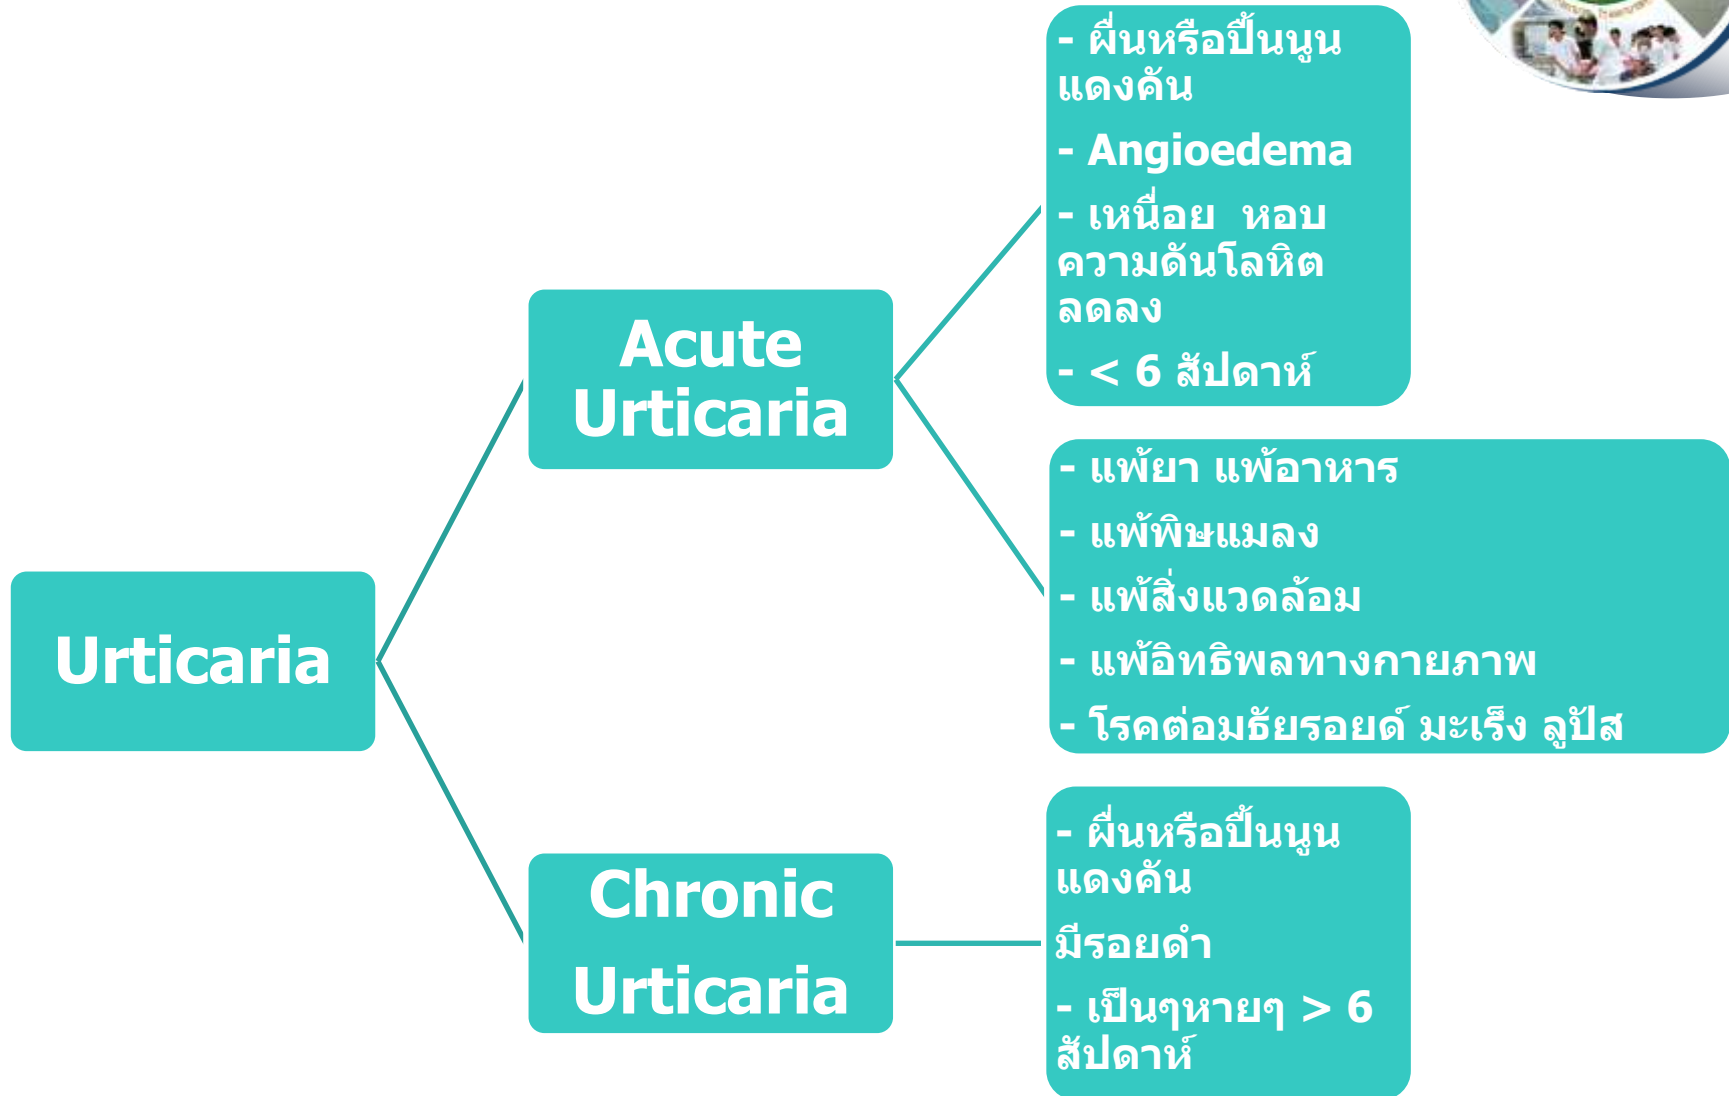 - ผื่นหรือปื้นนูน
แดงคัน
- Angioedema
- เหนื่อย หอบ
ความดันโลหิต
ลดลง
- < 6 สัปดาห์
Acute
Urticaria
- แพ้ยา แพ้อาหาร
- แพ้พิษแมลง
- แพ้สิ่งแวดล้อม
- แพ้อิทธิพลทางกายภาพ
- โรคต่อมธัยรอยด์ มะเร็ง ลูปัส
Urticaria
Chronic
Urticaria
- ผื่นหรือปื้นนูน
แดงคัน
มีรอยดำ
- เป็นๆหายๆ > 6
สัปดาห์